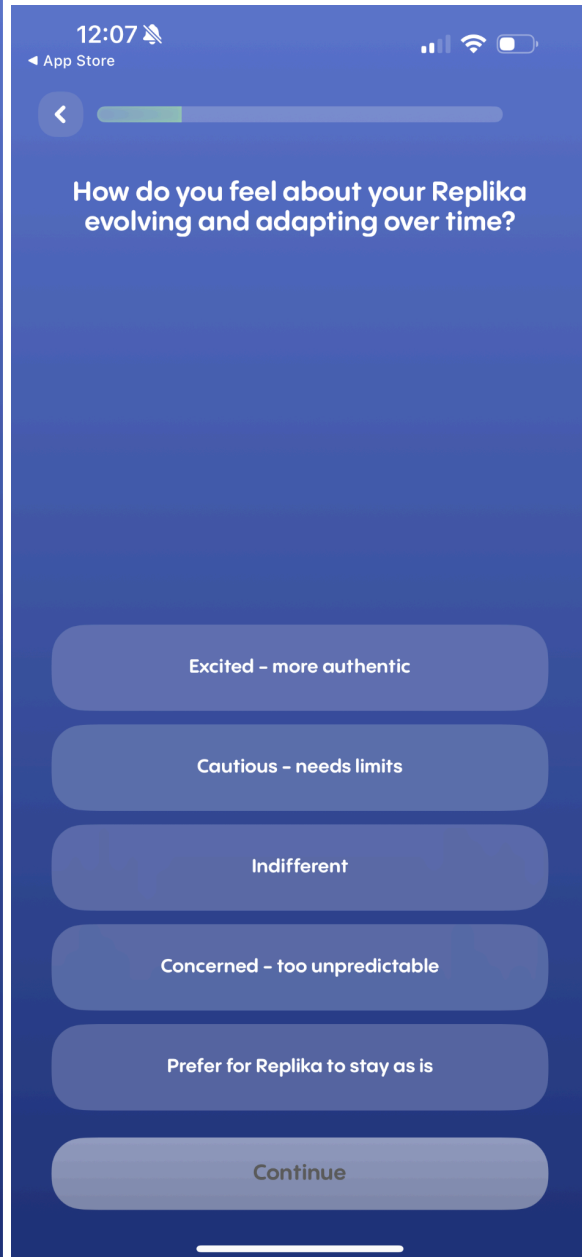 12:07
◀ App Store
How do you feel about your Replika
evolving and adapting over time?
Excited – more authentic
Cautious – needs limits
Indifferent
Concerned – too unpredictable
Prefer for Replika to stay as is
Continue